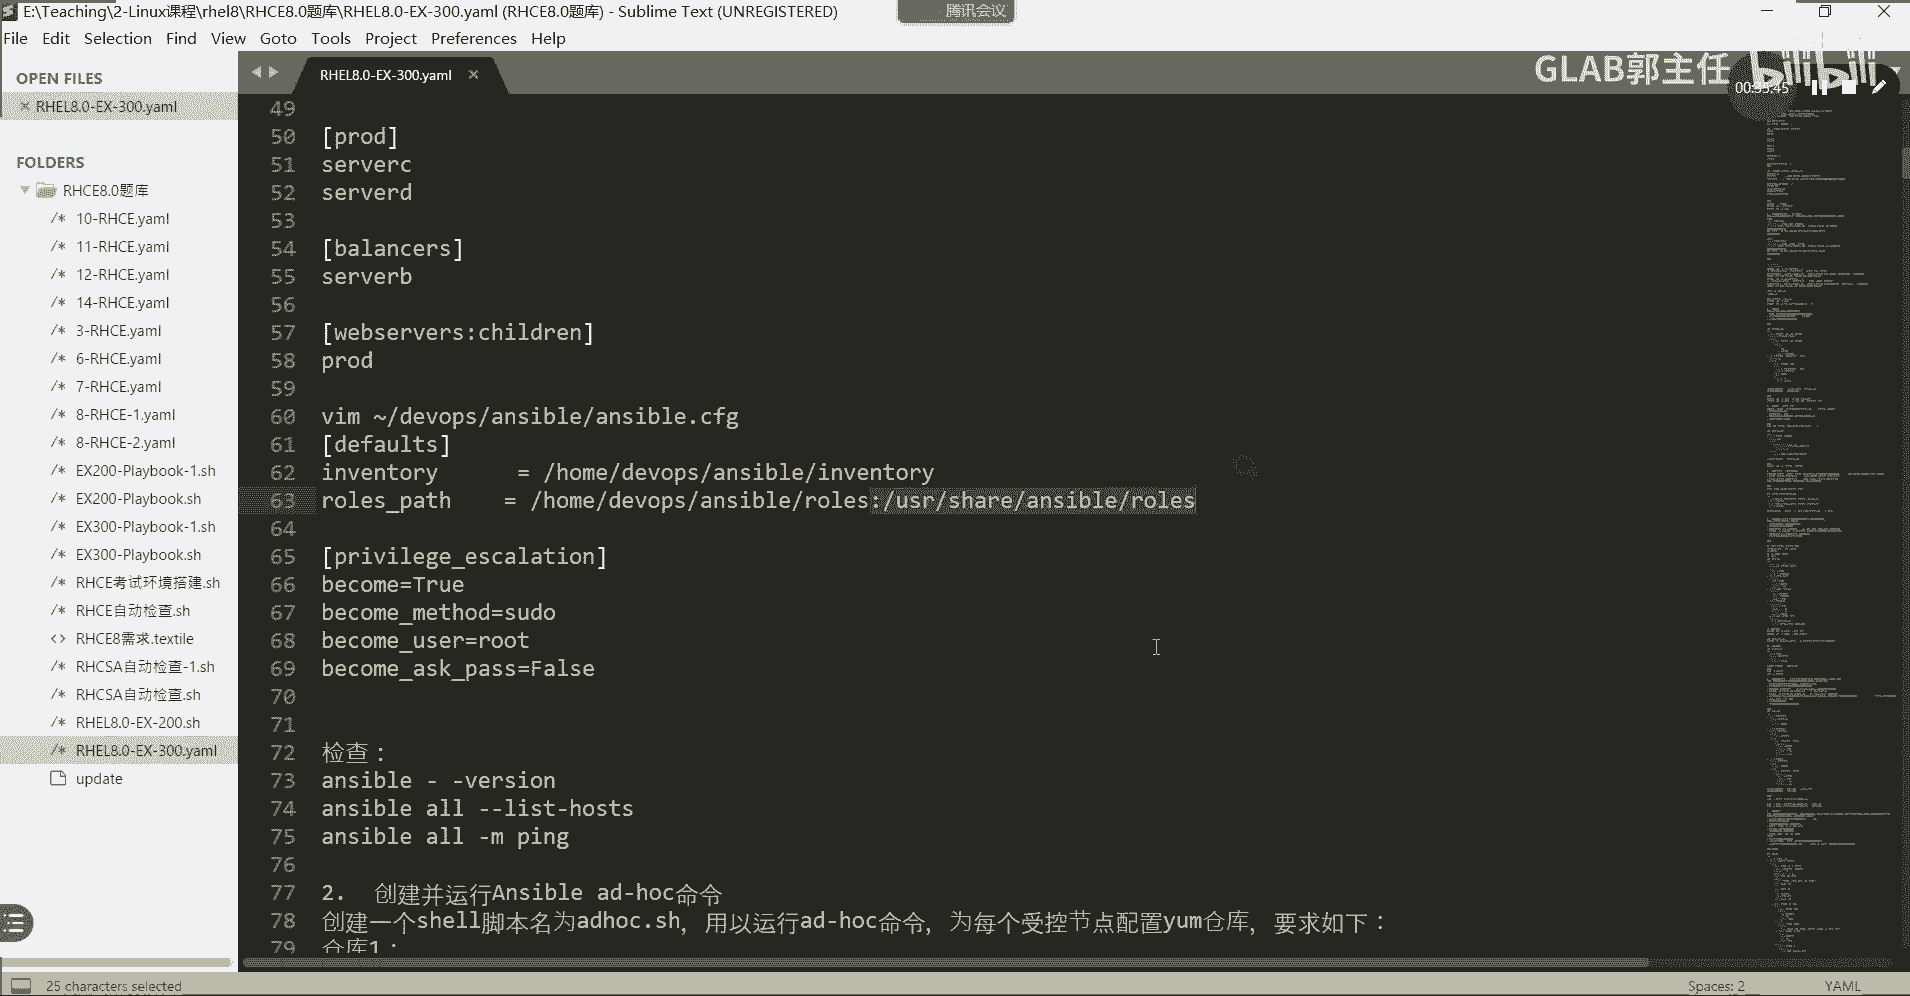 E:\Teaching\2-Linux课程\rhel8\RHCE8.0题库\RHEL8.0-EX-300.yaml (RHCE8.0题库) - Sublime Text (UNREGISTERED)
腾讯会议
File Edit Selection Find View Goto Tools Project Preferences Help
GLAB郭主任 bilibili
00:35:45
OPEN FILES
RHEL8.0-EX-300.yaml
FOLDERS
RHCE8.0题库
/* 10-RHCE.yaml
/* 11-RHCE.yaml
/* 12-RHCE.yaml
/* 14-RHCE.yaml
/* 3-RHCE.yaml
/* 6-RHCE.yaml
/* 7-RHCE.yaml
/* 8-RHCE-1.yaml
/* 8-RHCE-2.yaml
/* EX200-Playbook-1.sh
/* EX200-Playbook.sh
/* EX300-Playbook-1.sh
/* EX300-Playbook.sh
/* RHCE考试环境搭建.sh
/* RHCE自动检查.sh
<> RHCE8需求.textile
/* RHCSA自动检查-1.sh
/* RHCSA自动检查.sh
/* RHEL8.0-EX-200.sh
/* RHEL8.0-EX-300.yaml
update
RHEL8.0-EX-300.yaml
49
50 [prod]
51 serverc
52 serverd
53
54 [balancers]
55 serverb
56
57 [webservers:children]
58 prod
59
60 vim ~/devops/ansible/ansible.cfg
61 [defaults]
62 inventory = /home/devops/ansible/inventory
63 roles_path = /home/devops/ansible/roles:/usr/share/ansible/roles
64
65 [privilege_escalation]
66 become=True
67 become_method=sudo
68 become_user=root
69 become_ask_pass=False
70
71
72 检查：
73 ansible - -version
74 ansible all --list-hosts
75 ansible all -m ping
76
77 2. 创建并运行Ansible ad-hoc命令
78 创建一个shell脚本名为adhoc.sh，用以运行ad-hoc命令，为每个受控节点配置yum仓库，要求如下：
79 仓库1：
25 characters selected
Spaces: 2
YAML